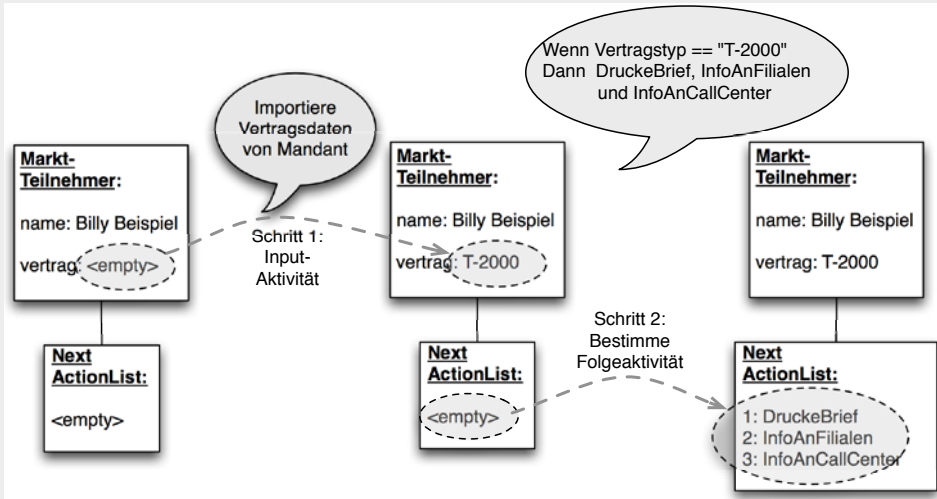 Wenn Vertragstyp == "T-2000"
Dann DruckeBrief, InfoAnFilialen
und InfoAnCallCenter
Importiere
Vertragsdaten
von Mandant
Markt-
Teilnehmer:
name: Billy Beispiel
vertrag: <empty>
Schritt 1:
Input-
Aktivität
Markt-
Teilnehmer:
name: Billy Beispiel
vertrag: T-2000
Markt-
Teilnehmer:
name: Billy Beispiel
vertrag: T-2000
Next
ActionList:
<empty>
Next
ActionList:
<empty>
Schritt 2:
Bestimme
Folgeaktivität
Next
ActionList:
1: DruckeBrief
2: InfoAnFilialen
3: InfoAnCallCenter